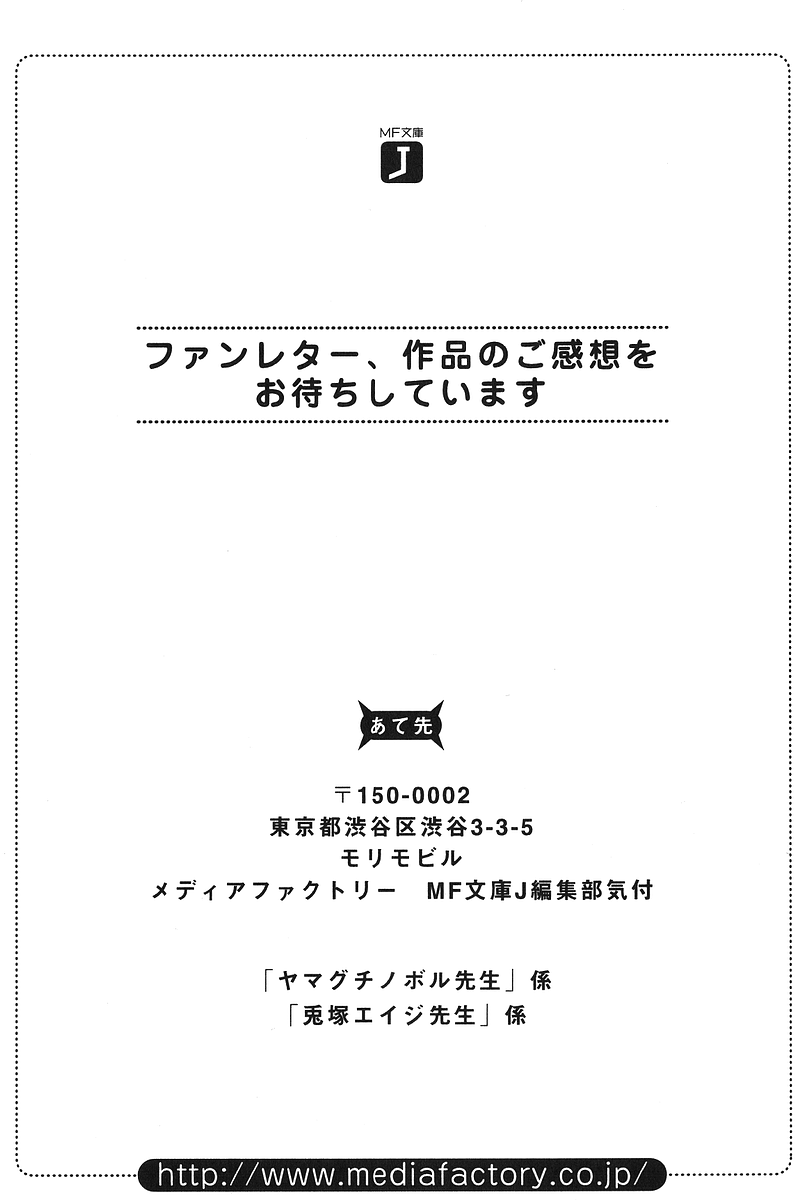 MF文庫
J
ファンレター、作品のご感想を
お待ちしています
あて先
〒150-0002
東京都渋谷区渋谷3-3-5
モリモビル
メディアファクトリー　MF文庫J編集部気付
「ヤマグチノボル先生」係
「兎塚エイジ先生」係
http://www.mediafactory.co.jp/